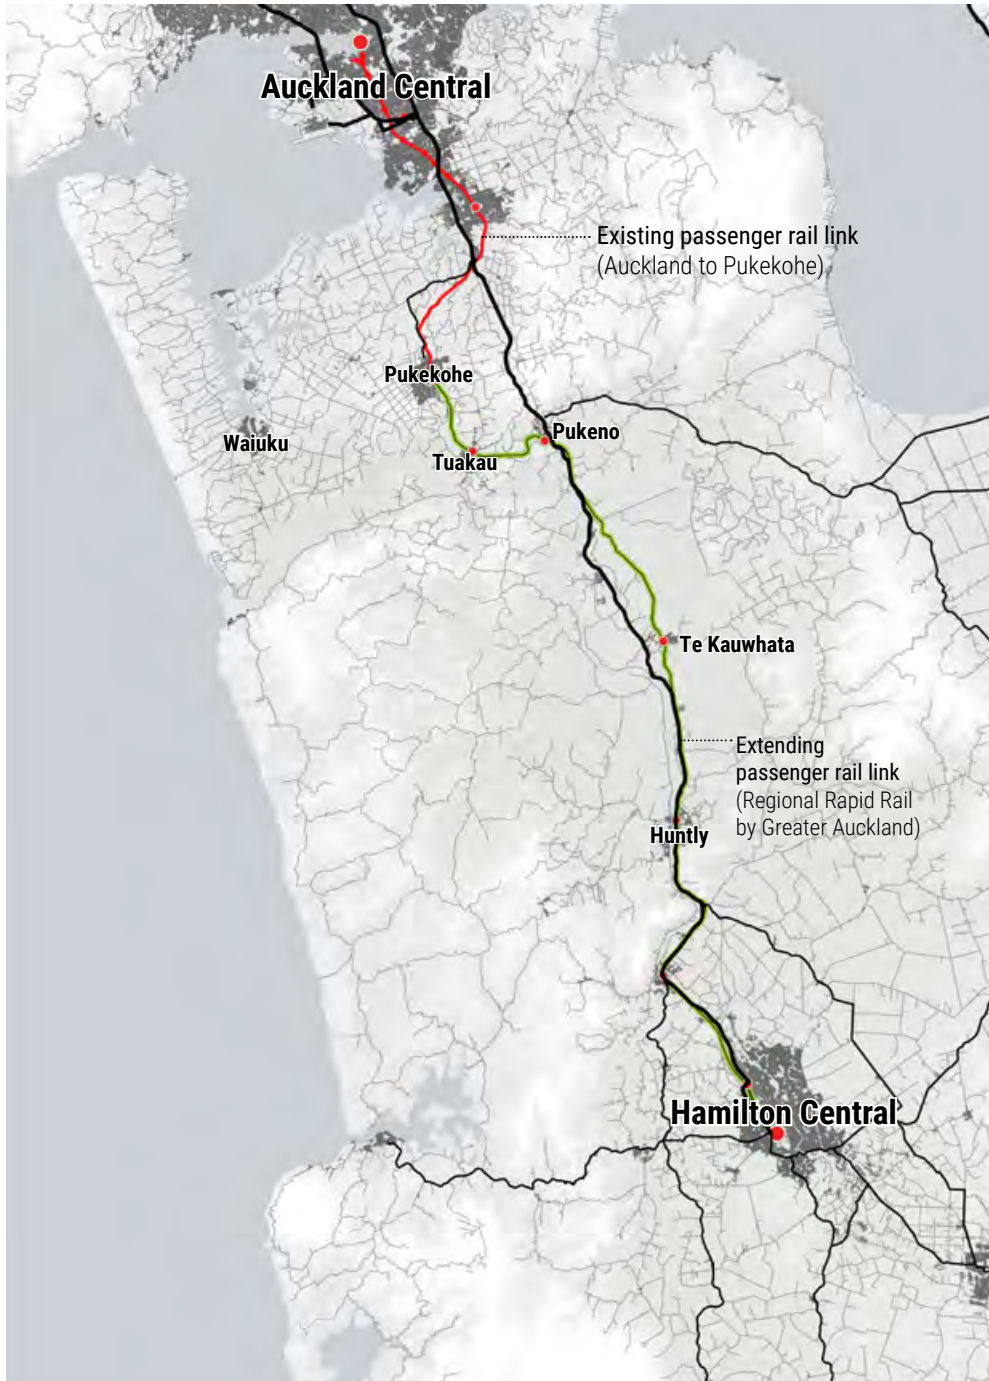 Auckland Central
Existing passenger rail link
(Auckland to Pukekohe)
Pukekohe
Pukeno
Waiuku
Tuakau
Te Kauwhata
Extending
passenger rail link
(Regional Rapid Rail
by Greater Auckland)
Huntly
Hamilton Central